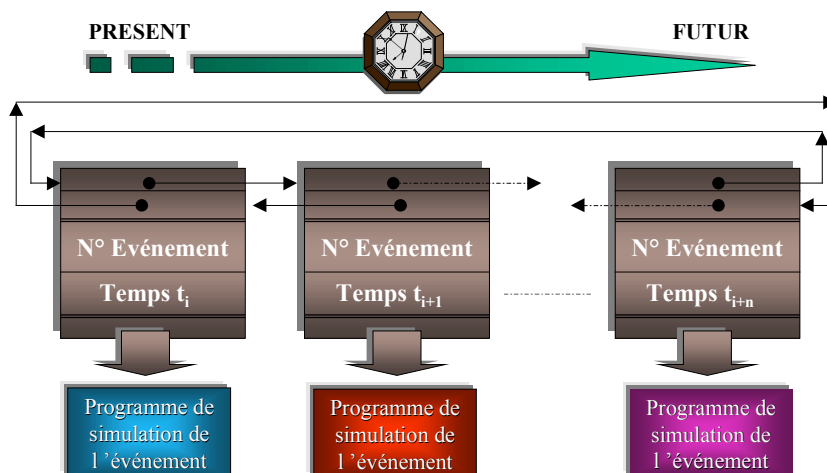 PRESENT
FUTUR
N° Evénement
N° Evénement
N° Evénement
Temps ti
Temps ti+1
Temps ti+n
Programme de
simulation de
l ’événement
Programme de
simulation de
l ’événement
Programme de
simulation de
l ’événement